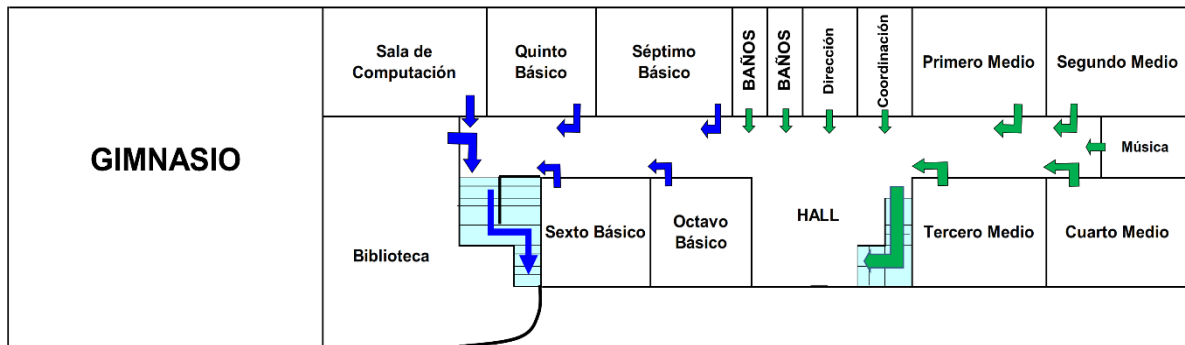 GIMNASIO
Sala de
Computación
Quinto
Básico
Séptimo
Básico
BAÑOS
BAÑOS
Dirección
Coordinación
Primero Medio
Segundo Medio
Música
Biblioteca
Sexto Básico
Octavo
Básico
HALL
Tercero Medio
Cuarto Medio